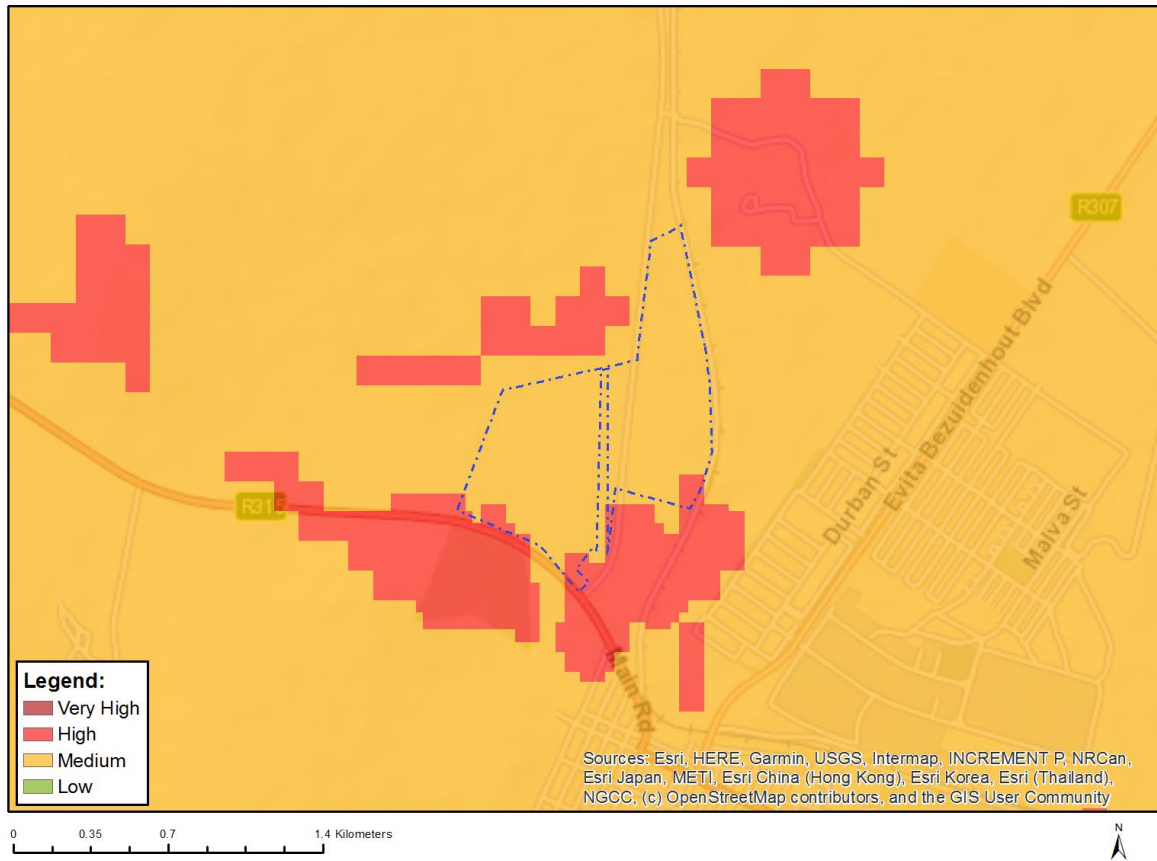 R307
Evita Bezuidenhout Blvd
Durban St
Malva St
R315
Main Rd
Legend:
Very High
High
Medium
Low
Sources: Esri, HERE, Garmin, USGS, Intermap, INCREMENT P, NRCan,
Esri Japan, METI, Esri China (Hong Kong), Esri Korea, Esri (Thailand),
NGCC, (c) OpenStreetMap contributors, and the GIS User Community
0 0.35 0.7 1.4 Kilometers
N